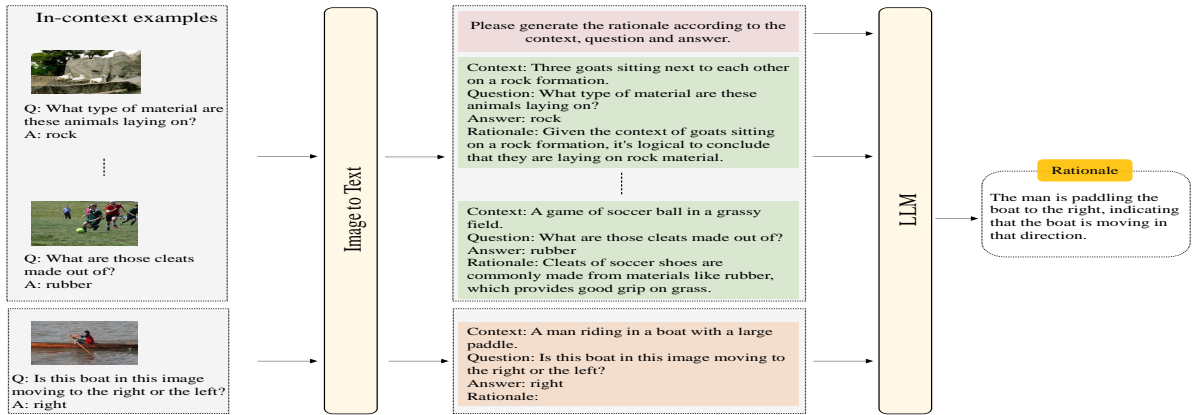 In-context examples
Q: What type of material are
these animals laying on?
A: rock
Q: What are those cleats
made out of?
A: rubber
Q: Is this boat in this image
moving to the right or the left?
A: right
Image to Text
Please generate the rationale according to the
context, question and answer.
Context: Three goats sitting next to each other
on a rock formation.
Question: What type of material are these
animals laying on?
Answer: rock
Rationale: Given the context of goats sitting
on a rock formation, it's logical to conclude
that they are laying on rock material.
Context: A game of soccer ball in a grassy
field.
Question: What are those cleats made out of?
Answer: rubber
Rationale: Cleats of soccer shoes are
commonly made from materials like rubber,
which provides good grip on grass.
Context: A man riding in a boat with a large
paddle.
Question: Is this boat in this image moving to
the right or the left?
Answer: right
Rationale:
LLM
Rationale
The man is paddling the
boat to the right, indicating
that the boat is moving in
that direction.